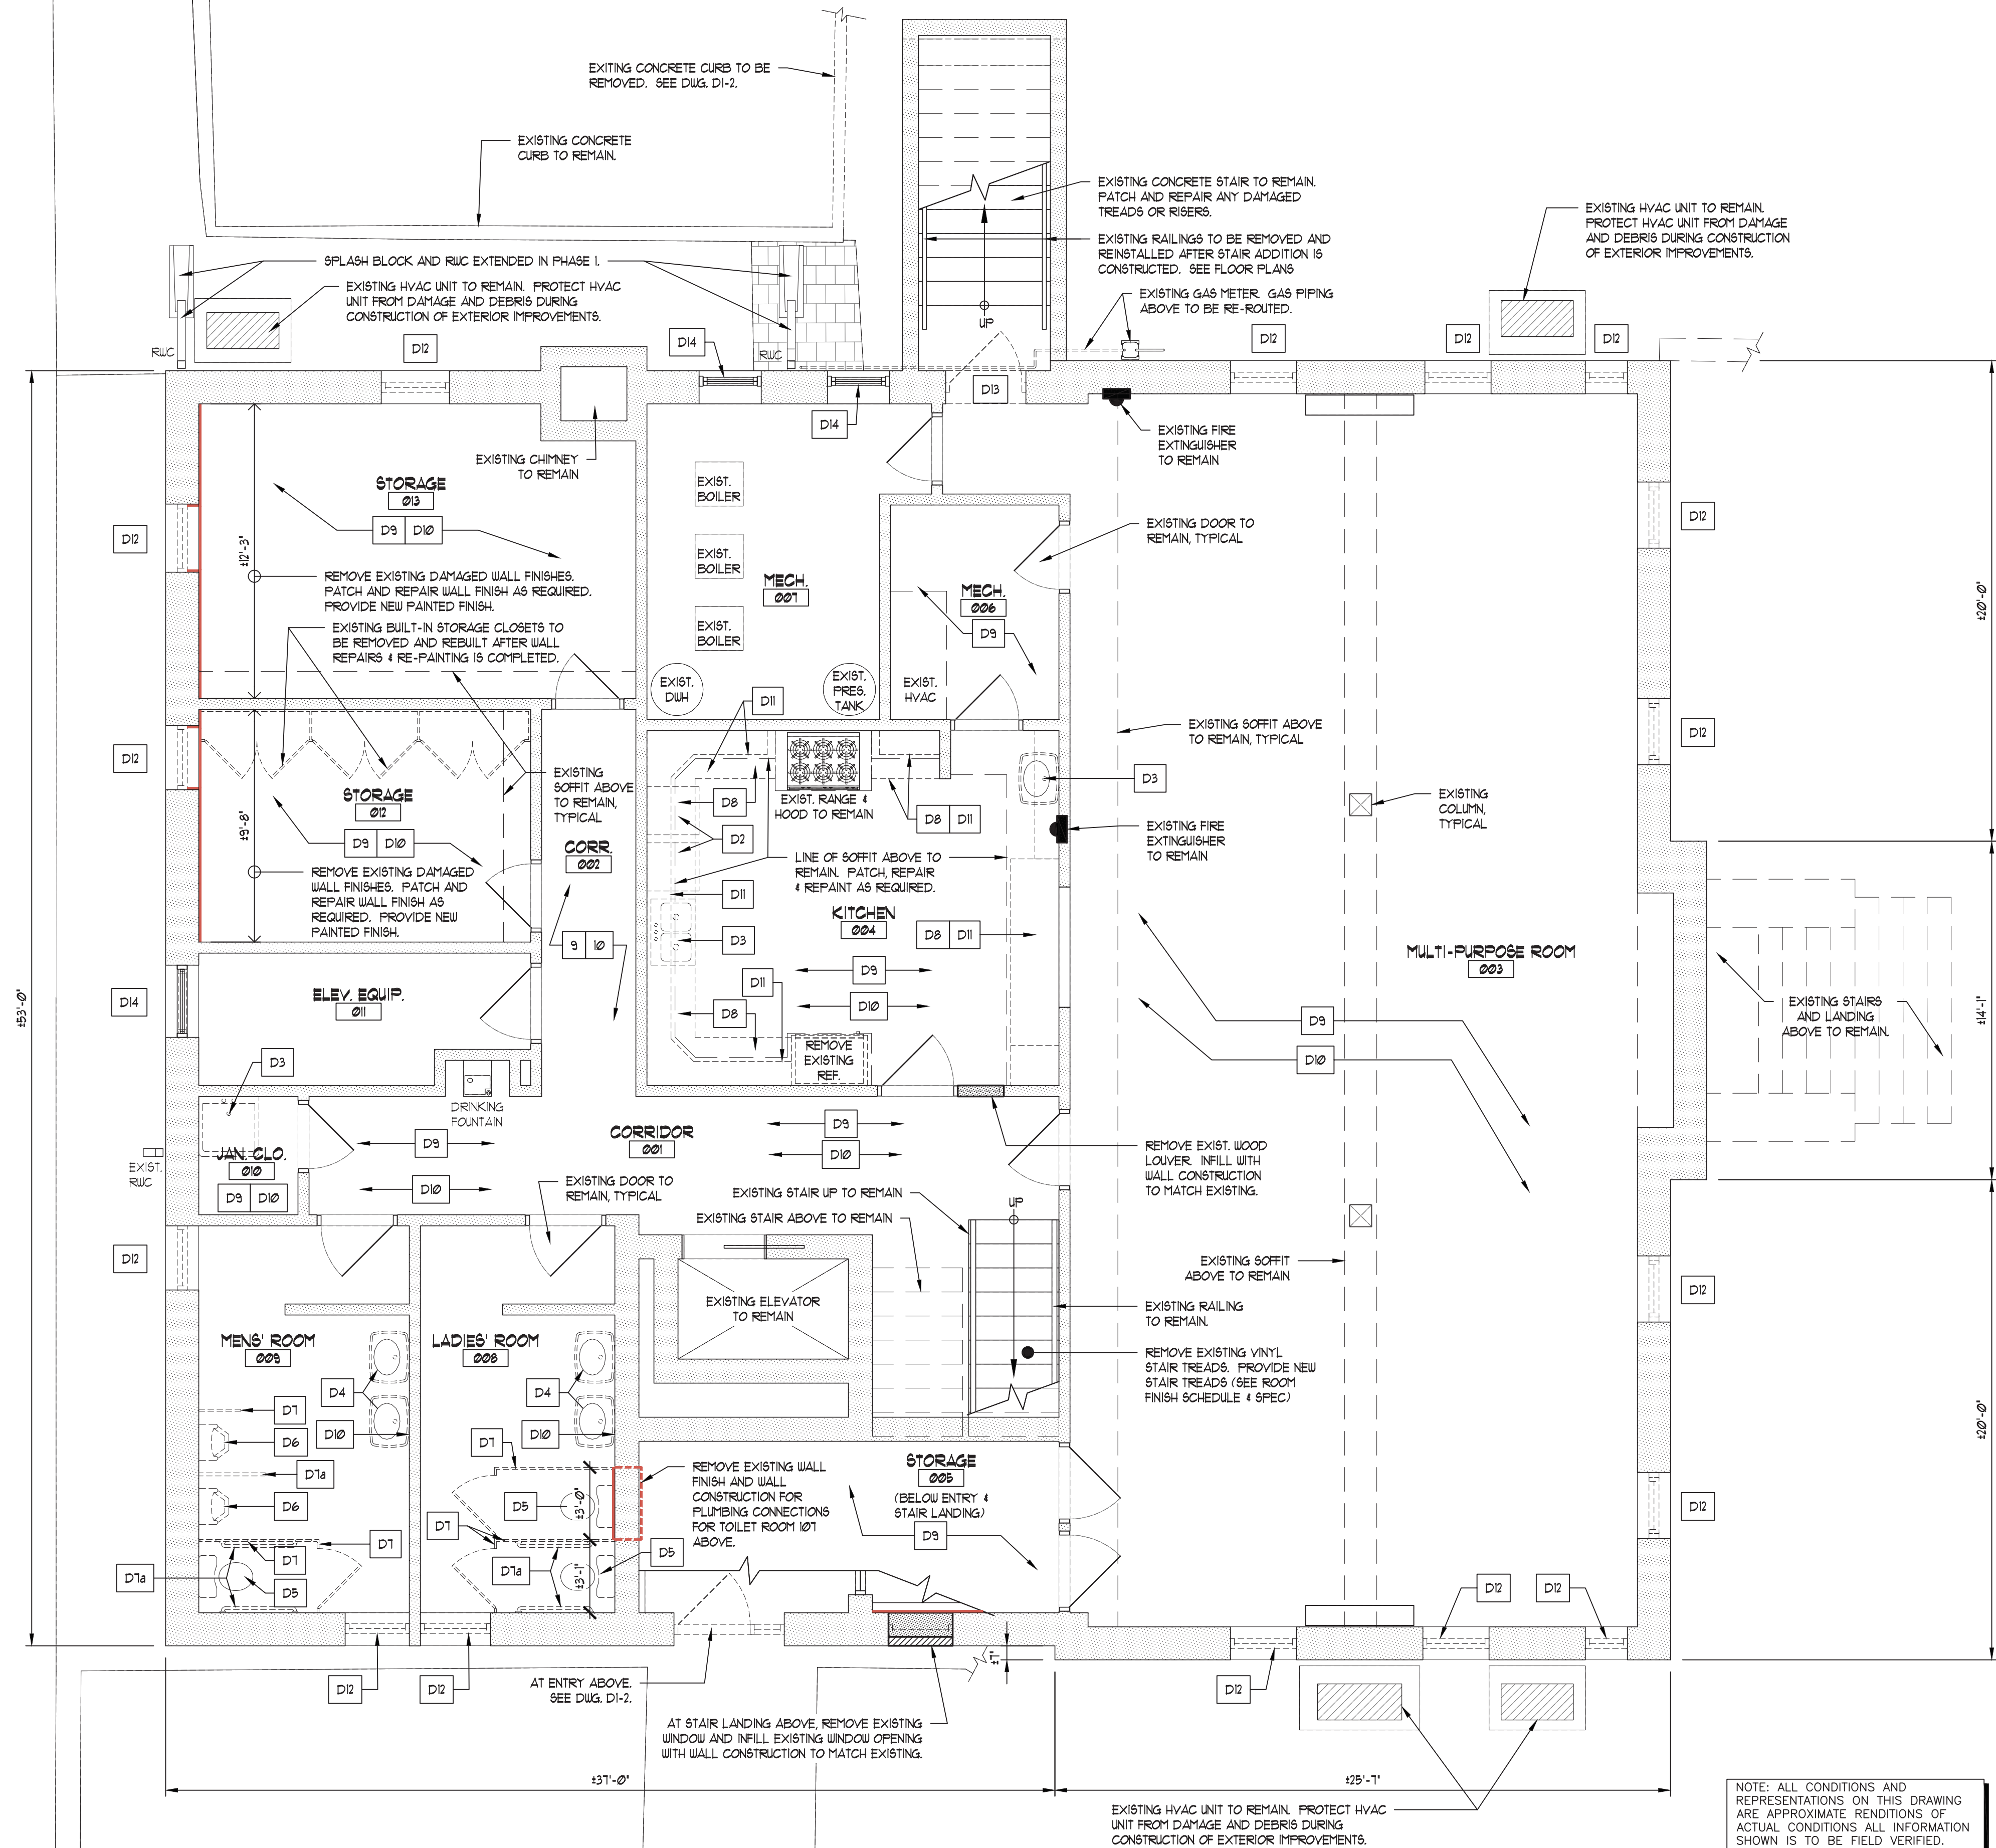 EXITING CONCRETE CURB TO BE
REMOVED. SEE DWG. D1-2.
EXISTING CONCRETE
CURB TO REMAIN.
EXISTING CONCRETE STAIR TO REMAIN.
PATCH AND REPAIR ANY DAMAGED
TREADS OR RISERS.
EXISTING HVAC UNIT TO REMAIN.
PROTECT HVAC UNIT FROM DAMAGE
AND DEBRIS DURING CONSTRUCTION
OF EXTERIOR IMPROVEMENTS.
EXISTING RAILINGS TO BE REMOVED AND
REINSTALLED AFTER STAIR ADDITION IS
CONSTRUCTED. SEE FLOOR PLANS
SPLASH BLOCK AND RWC EXTENDED IN PHASE 1.
EXISTING HVAC UNIT TO REMAIN. PROTECT HVAC
UNIT FROM DAMAGE AND DEBRIS DURING
CONSTRUCTION OF EXTERIOR IMPROVEMENTS.
EXISTING GAS METER. GAS PIPING
ABOVE TO BE RE-ROUTED.
UP
RWC
D12
D14
RWC
D12
D12
D12
D13
D14
EXISTING FIRE
EXTINGUISHER
TO REMAIN
EXISTING CHIMNEY
TO REMAIN
STORAGE
013
D9 D10
±12'-3"
D12
EXIST.
BOILER
EXIST.
BOILER
EXIST.
BOILER
MECH.
007
EXISTING DOOR TO
REMAIN, TYPICAL
MECH.
006
D9
D12
±20'-0"
REMOVE EXISTING DAMAGED WALL FINISHES.
PATCH AND REPAIR WALL FINISH AS REQUIRED.
PROVIDE NEW PAINTED FINISH.
EXISTING BUILT-IN STORAGE CLOSETS TO
BE REMOVED AND REBUILT AFTER WALL
REPAIRS & RE-PAINTING IS COMPLETED.
EXIST.
DWH
D11
EXIST.
PRES.
TANK
EXIST.
HVAC
EXISTING SOFFIT ABOVE
TO REMAIN, TYPICAL
D12
D12
EXISTING
SOFFIT ABOVE
TO REMAIN,
TYPICAL
STORAGE
012
D9 D10
±9'-8"
REMOVE EXISTING DAMAGED
WALL FINISHES. PATCH AND
REPAIR WALL FINISH AS
REQUIRED. PROVIDE NEW
PAINTED FINISH.
CORR.
002
9 10
D8
D2
EXIST. RANGE &
HOOD TO REMAIN
D8 D11
D3
EXISTING
COLUMN,
TYPICAL
EXISTING FIRE
EXTINGUISHER
TO REMAIN
LINE OF SOFFIT ABOVE TO
REMAIN. PATCH, REPAIR
& REPAINT AS REQUIRED.
D11
KITCHEN
004
D3
D8 D11
D9
D11
D10
D8
REMOVE
EXISTING
REF.
MULTI-PURPOSE ROOM
003
D9
D10
EXISTING STAIRS
AND LANDING
ABOVE TO REMAIN.
±14'-1"
±53'-0"
D14
ELEV. EQUIP.
011
D3
DRINKING
FOUNTAIN
JAN. CLO.
010
D9 D10
EXIST.
RWC
D9
D10
CORRIDOR
001
D9
D10
REMOVE EXIST. WOOD
LOUVER. INFILL WITH
WALL CONSTRUCTION
TO MATCH EXISTING.
EXISTING DOOR TO
REMAIN, TYPICAL
EXISTING STAIR UP TO REMAIN
EXISTING STAIR ABOVE TO REMAIN
UP
D12
EXISTING SOFFIT
ABOVE TO REMAIN
D12
EXISTING ELEVATOR
TO REMAIN
EXISTING RAILING
TO REMAIN.
REMOVE EXISTING VINYL
STAIR TREADS. PROVIDE NEW
STAIR TREADS (SEE ROOM
FINISH SCHEDULE & SPEC)
MENS' ROOM
009
LADIES' ROOM
008
D4
D4
D7
D6
D10
D7
D10
D7a
D6
±20'-0"
REMOVE EXISTING WALL
FINISH AND WALL
CONSTRUCTION FOR
PLUMBING CONNECTIONS
FOR TOILET ROOM 107
ABOVE.
STORAGE
005
(BELOW ENTRY &
STAIR LANDING)
D9
D5
±3'-0"
D12
D7
D7
D7
D5
D7a
D5
D7a
±3'-1"
D12
D12
D12
D12
D12
±7"
AT ENTRY ABOVE.
SEE DWG. D1-2.
AT STAIR LANDING ABOVE, REMOVE EXISTING
WINDOW AND INFILL EXISTING WINDOW OPENING
WITH WALL CONSTRUCTION TO MATCH EXISTING.
±37'-0"
±25'-7"
EXISTING HVAC UNIT TO REMAIN. PROTECT HVAC
UNIT FROM DAMAGE AND DEBRIS DURING
CONSTRUCTION OF EXTERIOR IMPROVEMENTS.
NOTE: ALL CONDITIONS AND
REPRESENTATIONS ON THIS DRAWING
ARE APPROXIMATE RENDITIONS OF
ACTUAL CONDITIONS ALL INFORMATION
SHOWN IS TO BE FIELD VERIFIED.